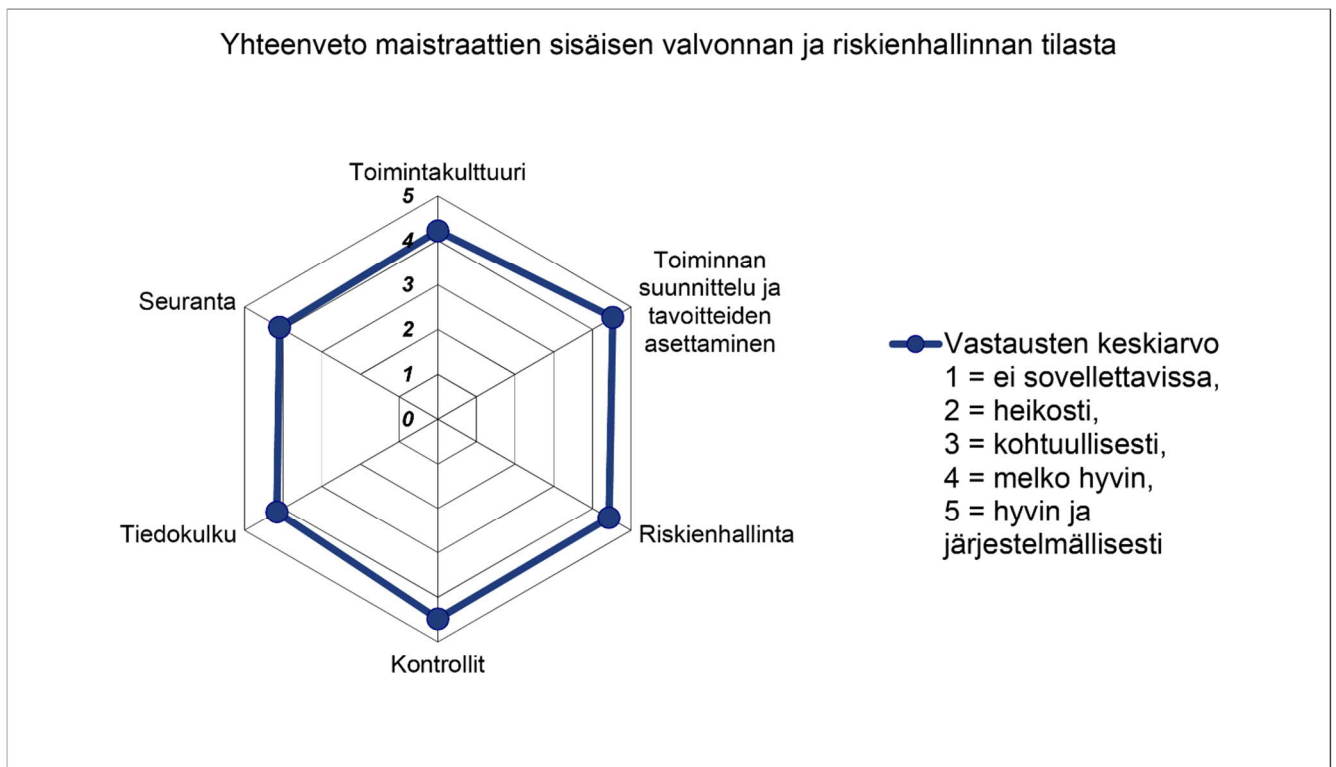 Yhteenveto maistraattien sisäisen valvonnan ja riskienhallinnan tilasta
Toimintakulttuuri
5
4
3
2
1
0
Toiminnan
suunnittelu ja
tavoitteiden
asettaminen
Riskienhallinta
Kontrollit
Tiedokulku
Seuranta
Vastausten keskiarvo
1 = ei sovellettavissa,
2 = heikosti,
3 = kohtuullisesti,
4 = melko hyvin,
5 = hyvin ja
järjestelmällisesti